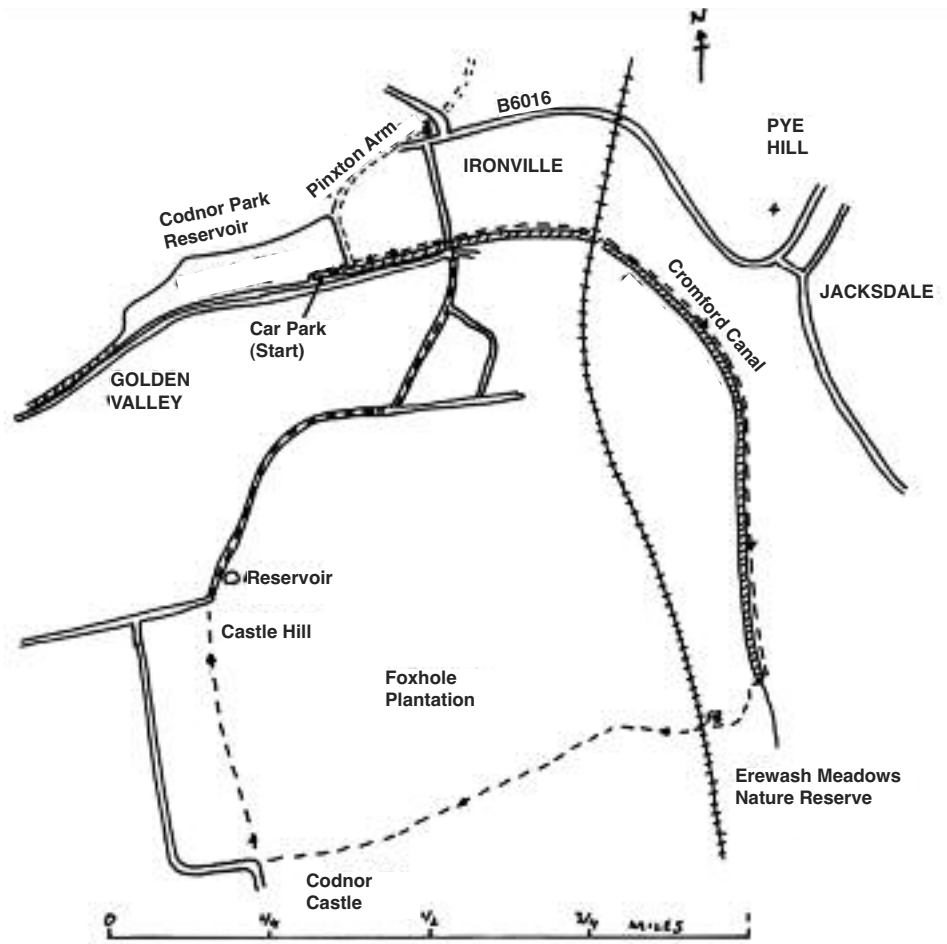 N
B6016
PYE
HILL
Pinxton Arm
IRONVILLE
Codnor Park
Reservoir
JACKSDALE
Cromford Canal
Car Park
(Start)
GOLDEN
VALLEY
Reservoir
Castle Hill
Foxhole
Plantation
Erewash Meadows
Nature Reserve
Codnor
Castle
0 1/4 1/2 3/4 MILES